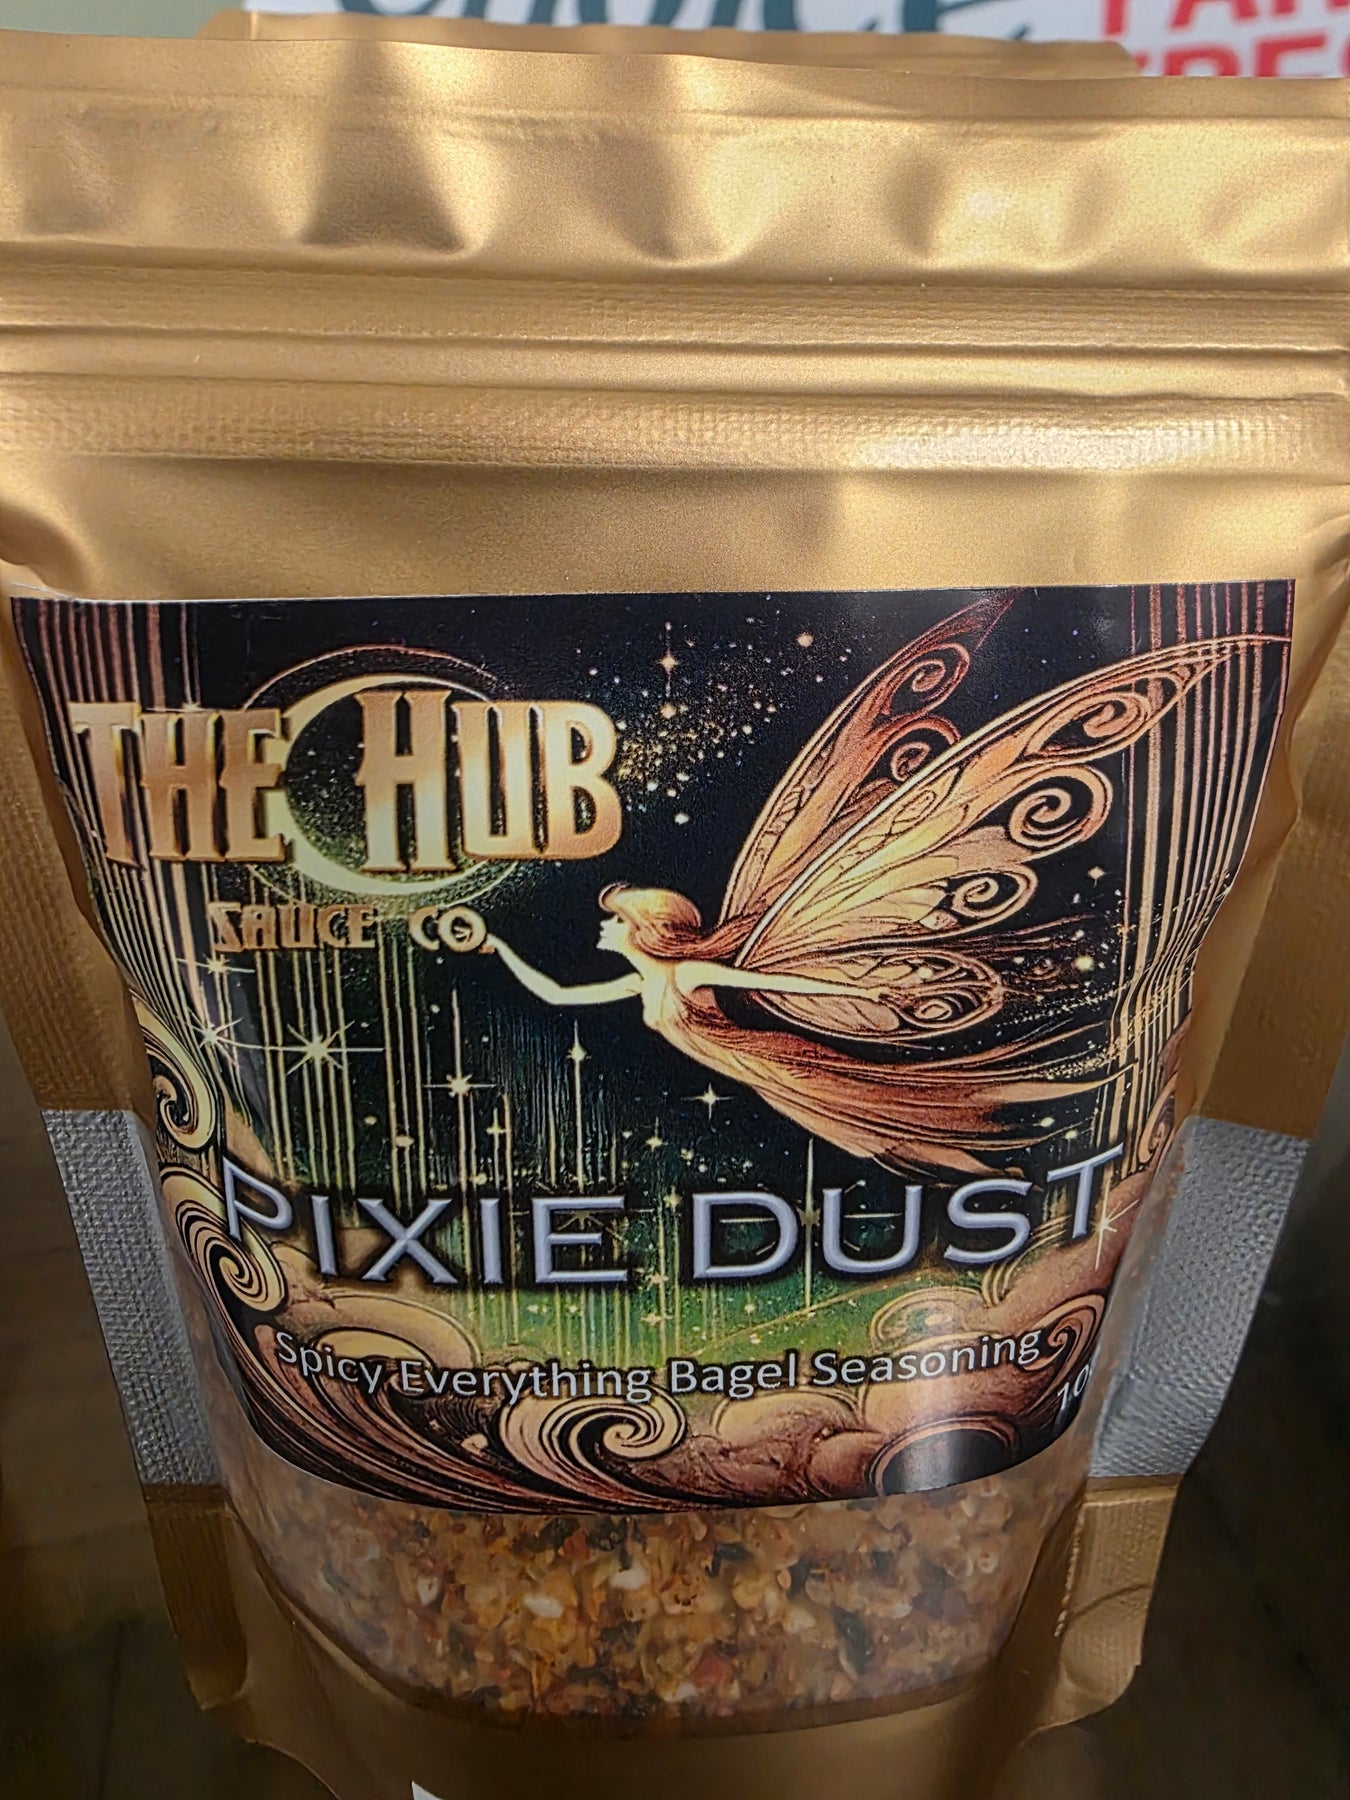 THE HUB
SAUCE CO.
PIXIE DUST
Spicy Everything Bagel Seasoning